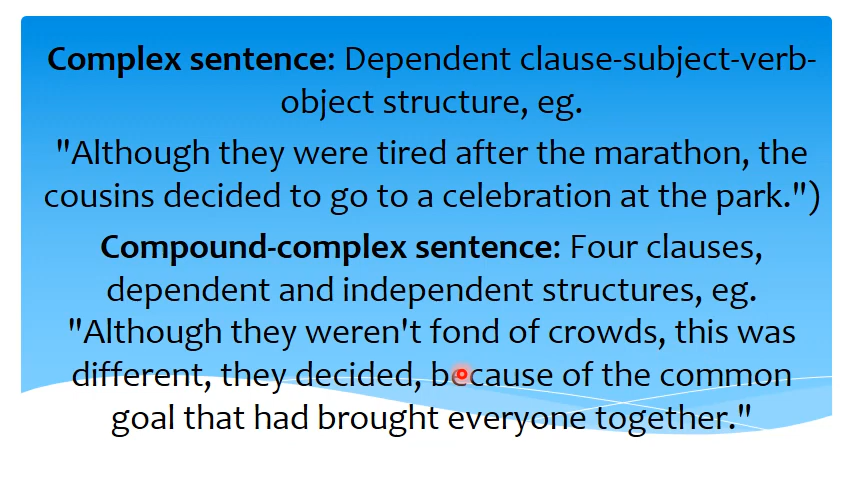 Complex sentence: Dependent clause-subject-verb-
object structure, eg.
"Although they were tired after the marathon, the
cousins decided to go to a celebration at the park.")
Compound-complex sentence: Four clauses,
dependent and independent structures, eg.
"Although they weren't fond of crowds, this was
different, they decided, because of the common
goal that had brought everyone together."